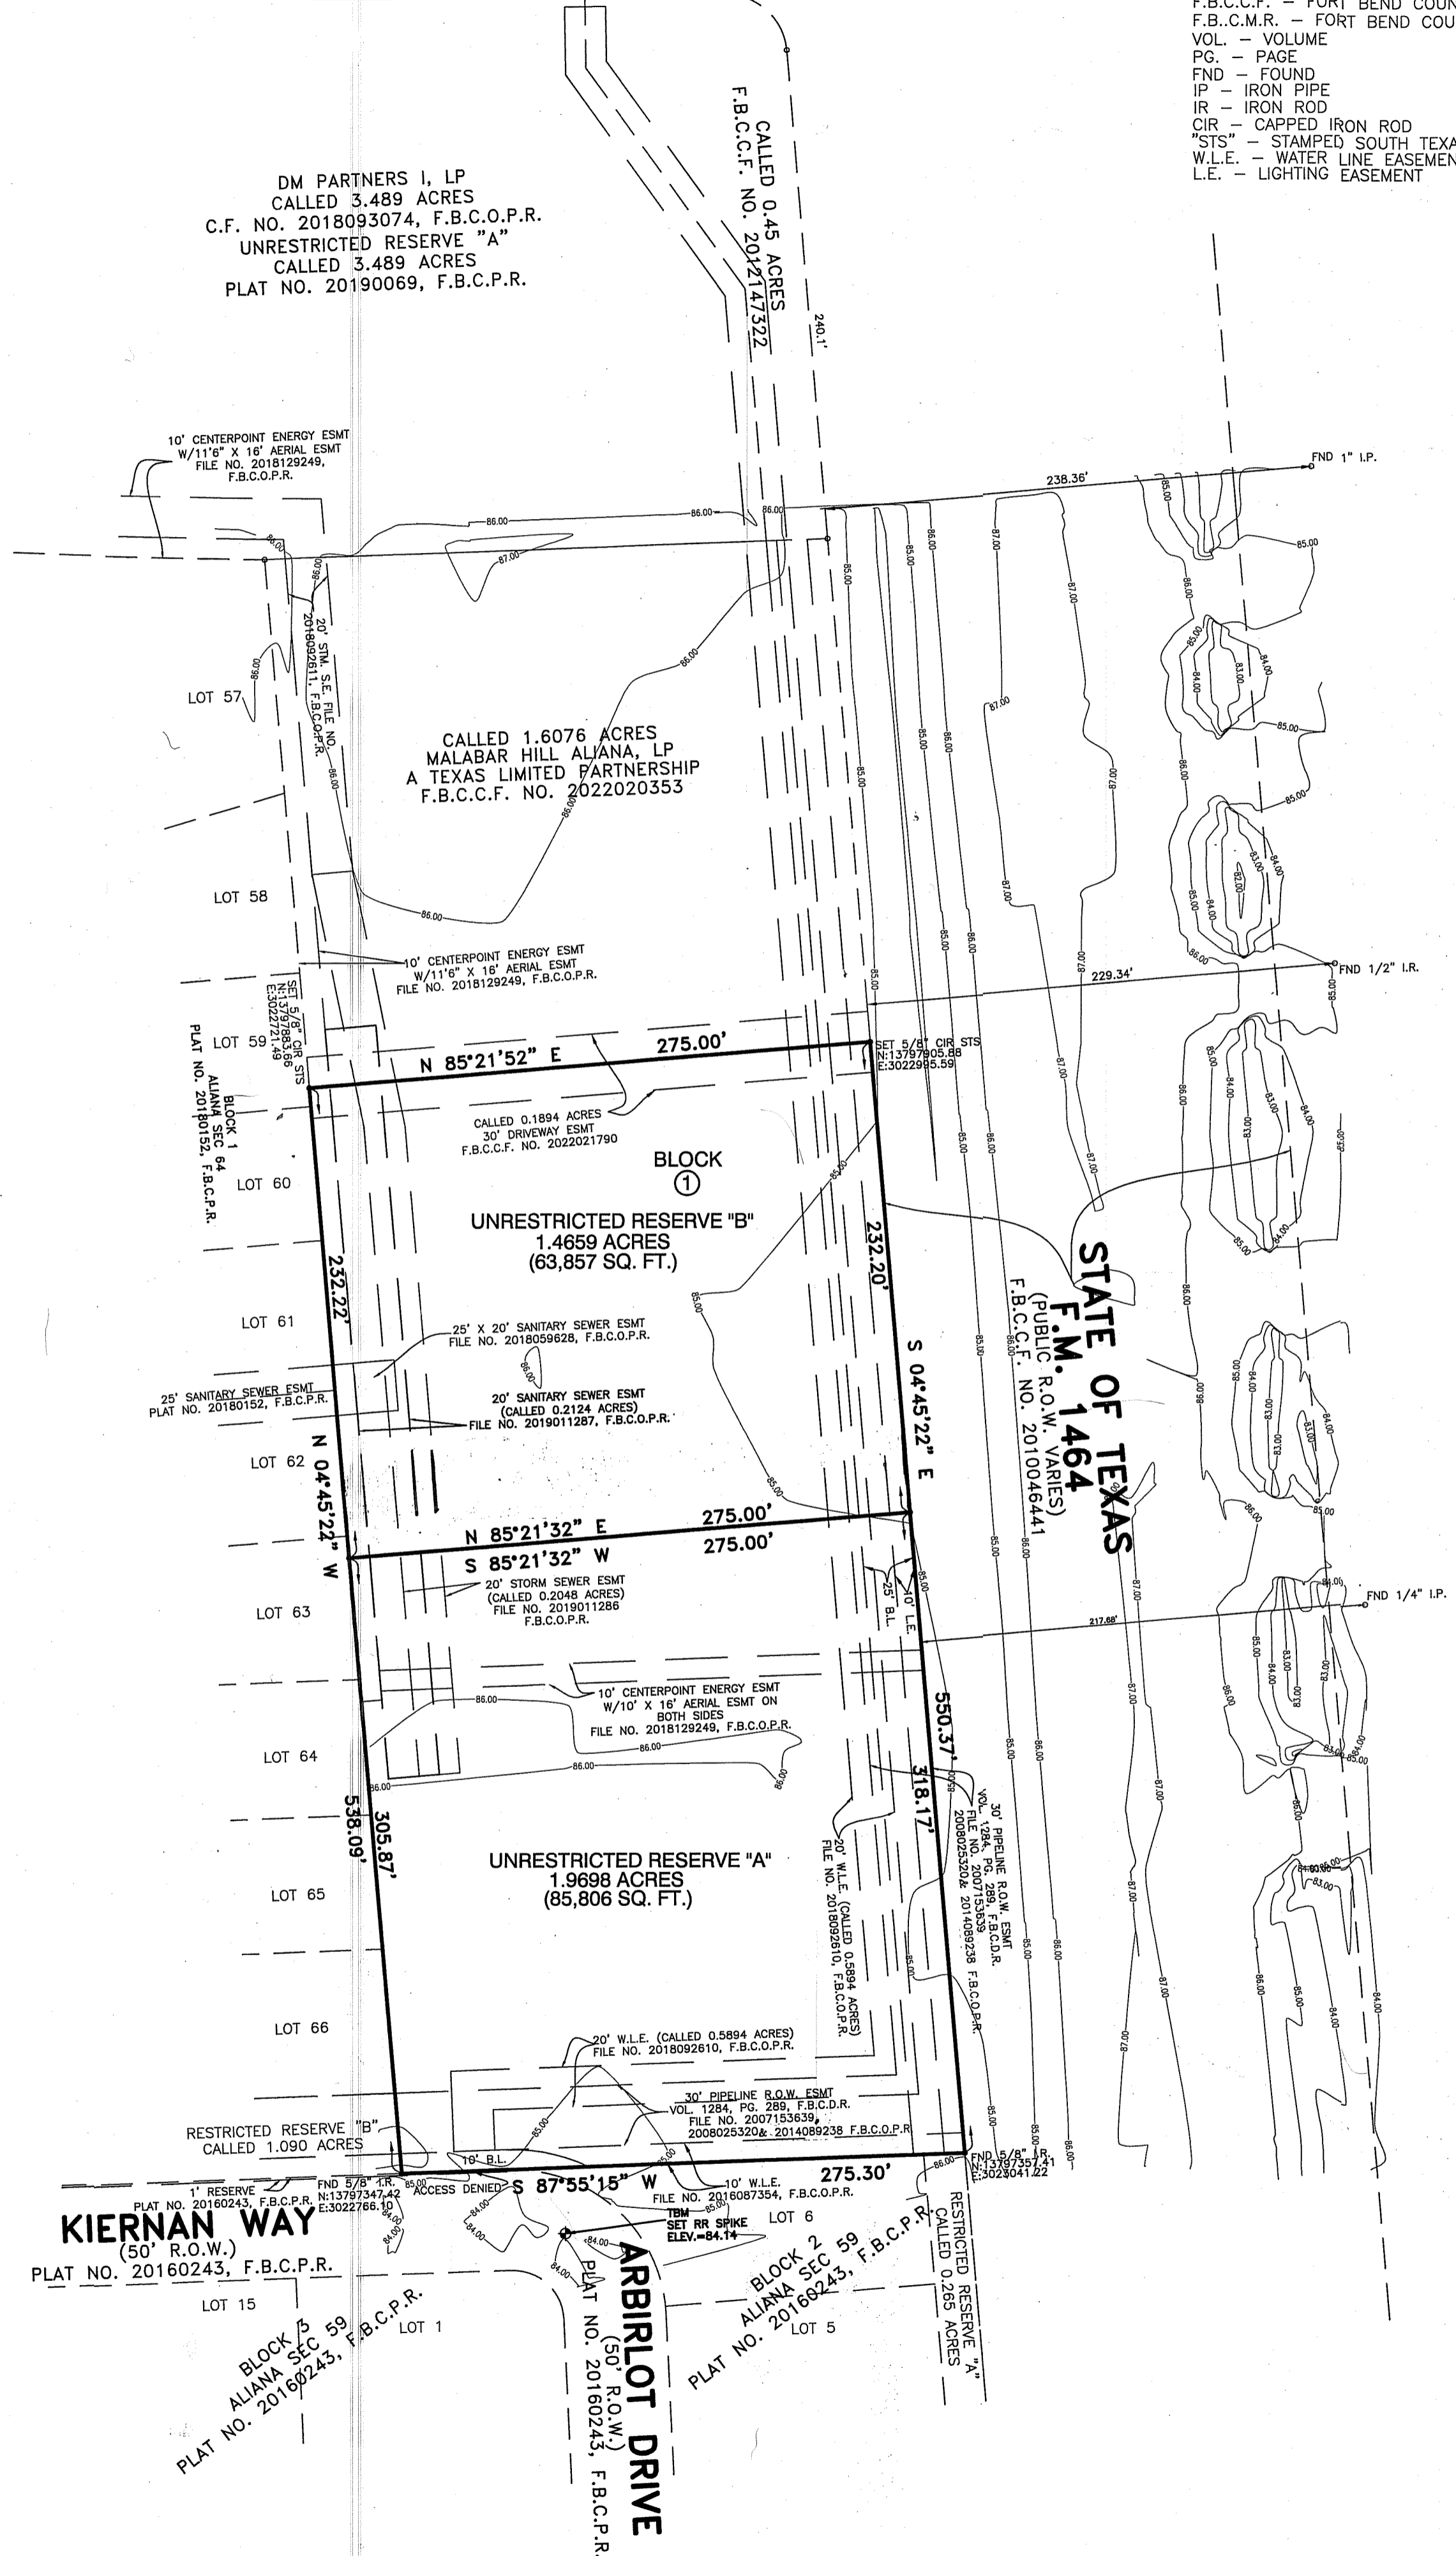 F.B..C.M.R. – FORT BEND COU
VOL. – VOLUME
PG. – PAGE
FND – FOUND
IP – IRON PIPE
IR – IRON ROD
CIR – CAPPED IRON ROD
"STS" – STAMPED SOUTH TEXA
W.L.E. – WATER LINE EASEMEN
L.E. – LIGHTING EASEMENT
DM PARTNERS I, LP
CALLED 3.489 ACRES
C.F. NO. 2018093074, F.B.C.O.P.R.
UNRESTRICTED RESERVE "A"
CALLED 3.489 ACRES
PLAT NO. 20190069, F.B.C.P.R.
CALLED 0.45 ACRES
F.B.C.C.F. NO. 2012147322
240.1'
10' CENTERPOINT ENERGY ESMT
W/11'6" X 16' AERIAL ESMT
FILE NO. 2018129249,
F.B.C.O.P.R.
238.36'
FND 1" I.P.
20' STM. S.E. FILE NO.
2018092611, F.B.C.O.P.R.
LOT 57
CALLED 1.6076 ACRES
MALABAR HILL ALIANA, LP
A TEXAS LIMITED PARTNERSHIP
F.B.C.C.F. NO. 2022020353
LOT 58
10' CENTERPOINT ENERGY ESMT
W/11'6" X 16' AERIAL ESMT
FILE NO. 2018129249, F.B.C.O.P.R.
229.34'
FND 1/2" I.R.
SET 5/8" CIR STS
N:13797883.66
E:3022721.49
LOT 59
N 85°21'52" E
275.00'
SET 5/8" CIR STS
N:13797905.88
E:3022995.59
BLOCK 1
ALIANA SEC 64
PLAT NO. 20180152, F.B.C.P.R.
CALLED 0.1894 ACRES
30' DRIVEWAY ESMT
F.B.C.C.F. NO. 2022021790
LOT 60
BLOCK
1
UNRESTRICTED RESERVE "B"
1.4659 ACRES
(63,857 SQ. FT.)
232.22'
232.20'
STATE OF TEXAS
F.M. 1464
(PUBLIC R.O.W. VARIES)
F.B.C.C.F. NO. 2010046441
LOT 61
25' X 20' SANITARY SEWER ESMT
FILE NO. 2018059628, F.B.C.O.P.R.
25' SANITARY SEWER ESMT
PLAT NO. 20180152, F.B.C.P.R.
20' SANITARY SEWER ESMT
(CALLED 0.2124 ACRES)
FILE NO. 2019011287, F.B.C.O.P.R.
S 04°45'22" E
LOT 62
N 04°45'22" W
N 85°21'32" E
275.00'
S 85°21'32" W
275.00'
20' STORM SEWER ESMT
(CALLED 0.2048 ACRES)
FILE NO. 2019011286
F.B.C.O.P.R.
25' B.L.
10' L.E.
LOT 63
217.68'
FND 1/4" I.P.
10' CENTERPOINT ENERGY ESMT
W/10' X 16' AERIAL ESMT ON
BOTH SIDES
FILE NO. 2018129249, F.B.C.O.P.R.
LOT 64
550.37'
318.17'
538.09'
305.87'
30' PIPELINE R.O.W. ESMT
VOL. 1284, PG. 289, F.B.C.D.R.
FILE NO. 2007153639
2008025320& 2014089238 F.B.C.O.P.R.
20' W.L.E. (CALLED 0.5894 ACRES)
FILE NO. 2018092610, F.B.C.O.P.R.
UNRESTRICTED RESERVE "A"
1.9698 ACRES
(85,806 SQ. FT.)
LOT 65
LOT 66
20' W.L.E. (CALLED 0.5894 ACRES)
FILE NO. 2018092610, F.B.C.O.P.R.
30' PIPELINE R.O.W. ESMT
VOL. 1284, PG. 289, F.B.C.D.R.
FILE NO. 2007153639,
2008025320& 2014089238 F.B.C.O.P.R
RESTRICTED RESERVE "B"
CALLED 1.090 ACRES
10' B.L.
1' RESERVE
PLAT NO. 20160243, F.B.C.P.R.
FND 5/8" I.R.
N:13797347.42
E:3022766.10
ACCESS DENIED
S 87°55'15" W
275.30'
FND 5/8" I.R.
N:13797357.41
E:3023041.22
10' W.L.E.
FILE NO. 2016087354, F.B.C.O.P.R.
TBM
SET RR SPIKE
ELEV.=84.14
LOT 6
KIERNAN WAY
(50' R.O.W.)
PLAT NO. 20160243, F.B.C.P.R.
LOT 15
LOT 1
BLOCK 3
ALIANA SEC 59
PLAT NO. 20160243, F.B.C.P.R.
ARBIRLOT DRIVE
(50' R.O.W.)
PLAT NO. 20160243, F.B.C.P.R.
BLOCK 2
ALIANA SEC 59
PLAT NO. 20160243, F.B.C.P.R.
LOT 5
RESTRICTED RESERVE "A"
CALLED 0.265 ACRES